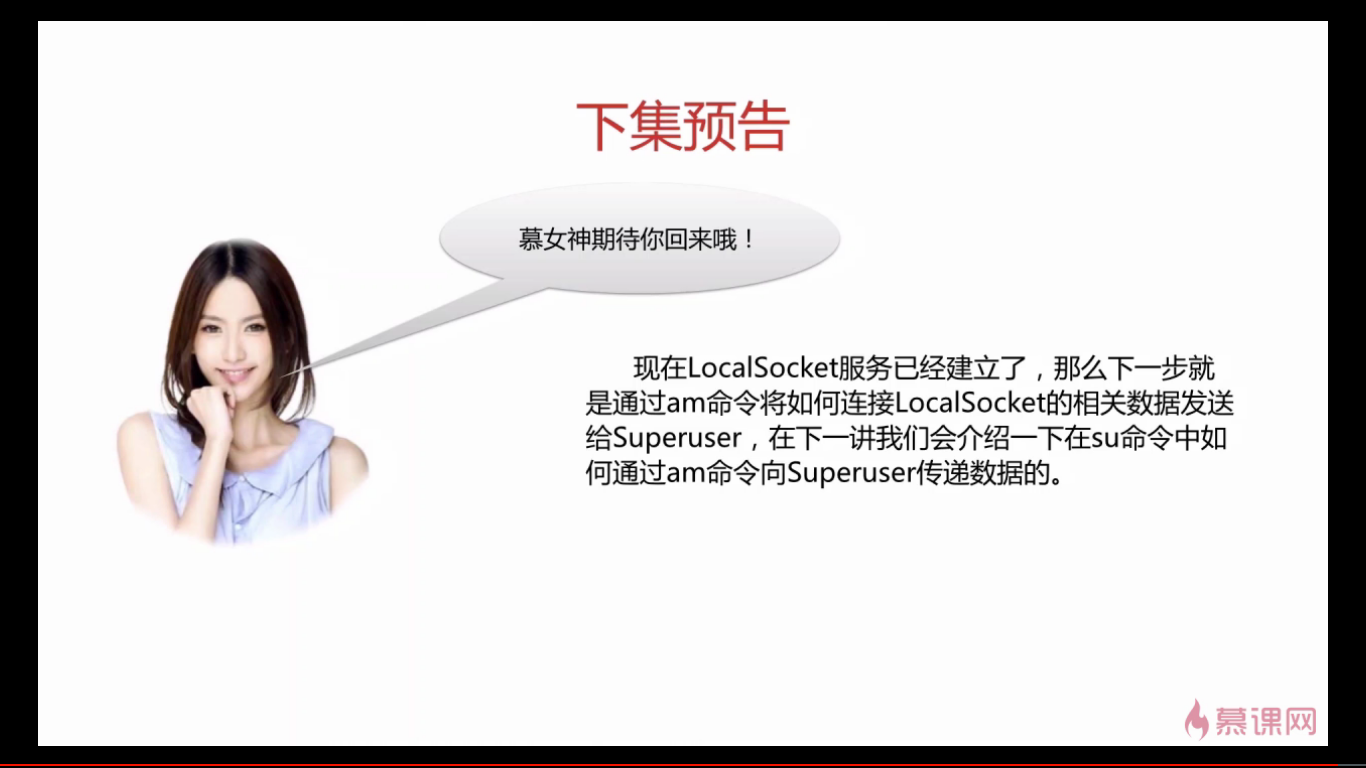 下集预告
慕女神期待你回来哦！
现在LocalSocket服务已经建立了，那么下一步就
是通过am命令将如何连接LocalSocket的相关数据发送
给Superuser，在下一讲我们会介绍一下在su命令中如
何通过am命令向Superuser传递数据的。
慕课网